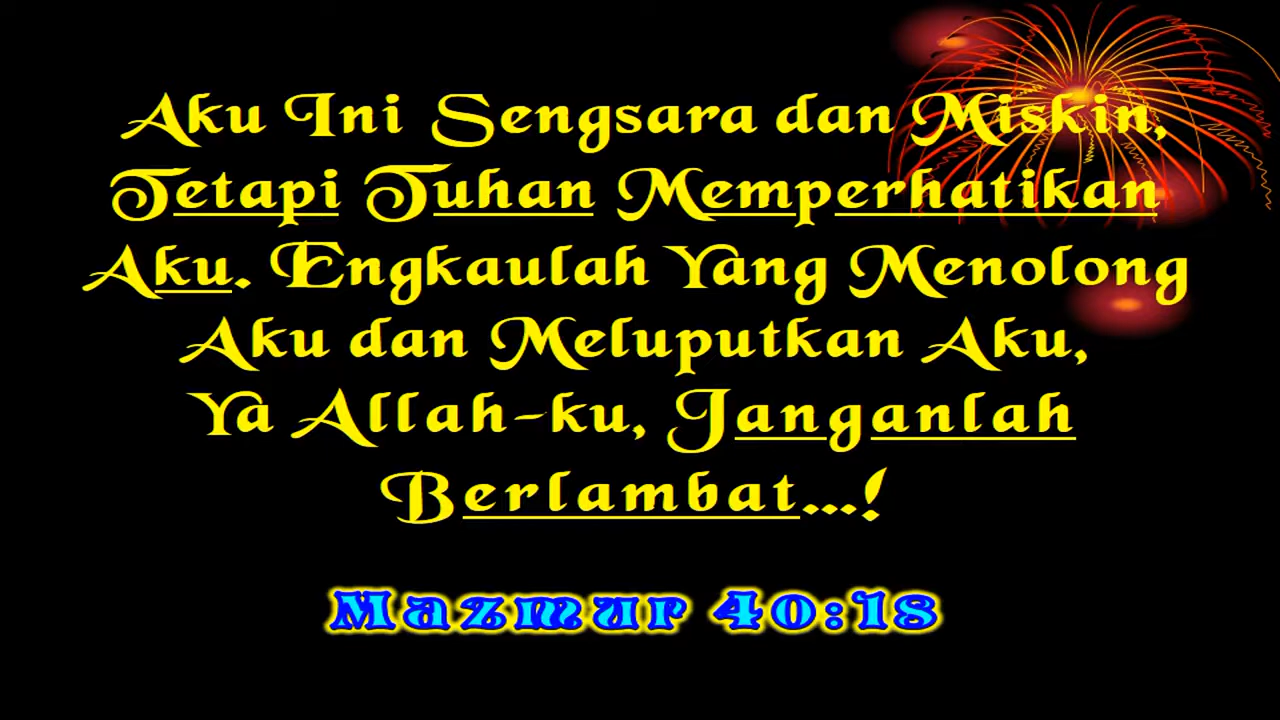 Aku Ini Sengsara dan Miskin,
Tetapi Tuhan Memperhatikan
Aku. Engkaulah Yang Menolong
Aku dan Meluputkan Aku,
Ya Allah-ku, Janganlah
Berlambat...!
Mazmur 40:18